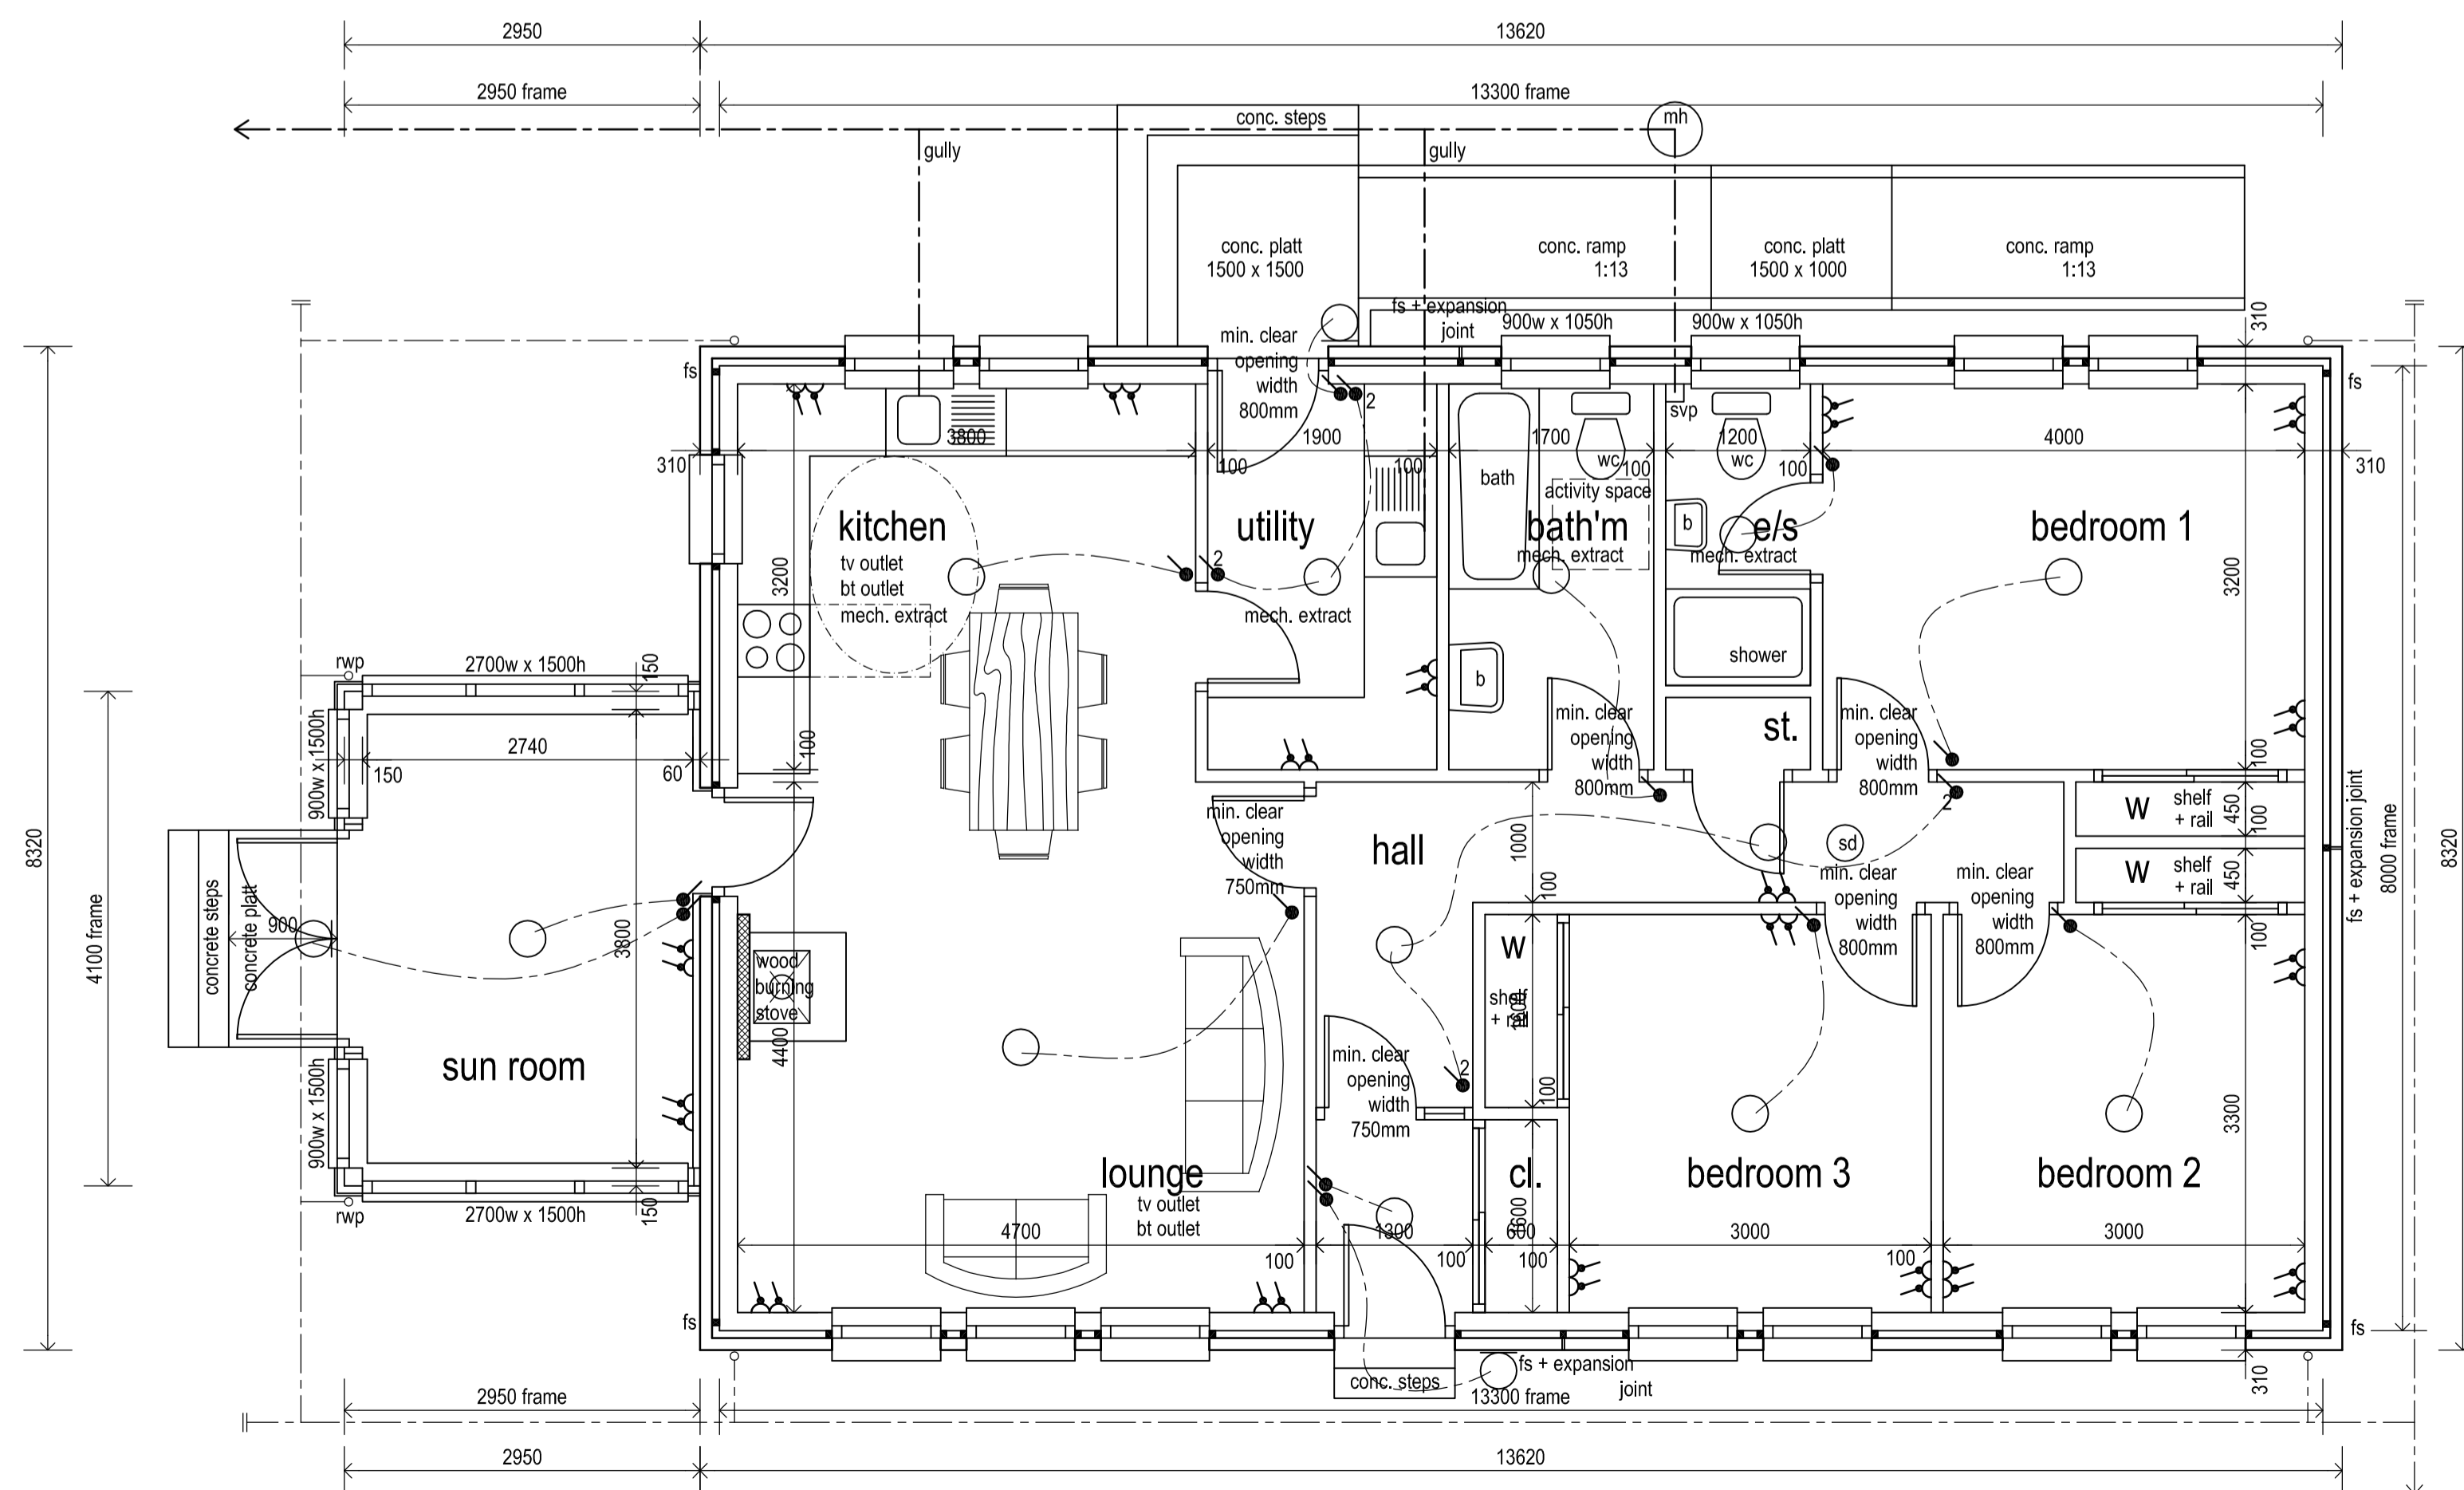 2950
13620
2950 frame
13300 frame
conc. steps
mh
gully
gully
conc. platt
1500 x 1500
conc. ramp
1:13
conc. platt
1500 x 1000
conc. ramp
1:13
fs + expansion
joint
900w x 1050h
900w x 1050h
310
min. clear
opening
width
800mm
fs
fs
2
svp
3800
1900
1700
1200
4000
310
100
100
wc
100
wc
100
310
bath
activity space
b
kitchen
utility
bath'm
e/s
bedroom 1
mech. extract
mech. extract
tv outlet
bt outlet
mech. extract
3200
2
mech. extract
3200
shower
b
rwp
2700w x 1500h
150
900w x 1500h
2740
150
60
100
min. clear
opening
width
800mm
st.
min. clear
opening
width
800mm
100
2
W
shelf
+ rail
450
100
W
shelf
+ rail
450
100
min. clear
opening
width
750mm
hall
1000
100
sd
min. clear
opening
width
800mm
min. clear
opening
width
800mm
fs + expansion joint
8000 frame
8320
8320
4100 frame
concrete steps
concrete platt
900
3800
wood
burning
stove
4400
W
shelf
+ rail
1600
100
2
min. clear
opening
width
750mm
sun room
900w x 1500h
lounge
tv outlet
bt outlet
cl.
bedroom 3
bedroom 2
3300
1600
rwp
2700w x 1500h
150
4700
100
1300
100
600
100
3000
100
3000
fs
fs
fs + expansion
joint
conc. steps
310
2950 frame
13300 frame
2950
13620